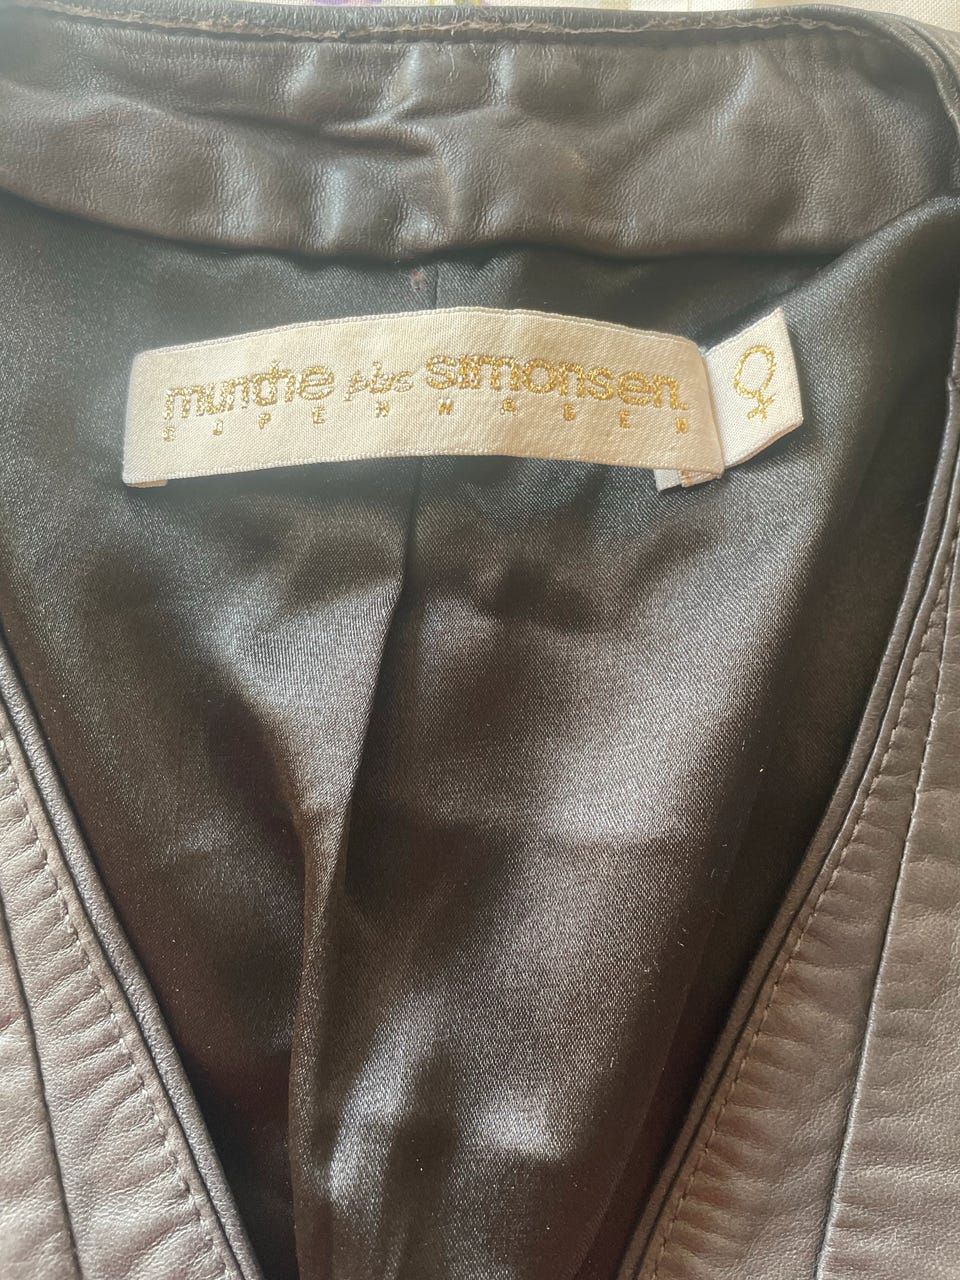 munthe plus simonsen
COPENHAGEN
♀